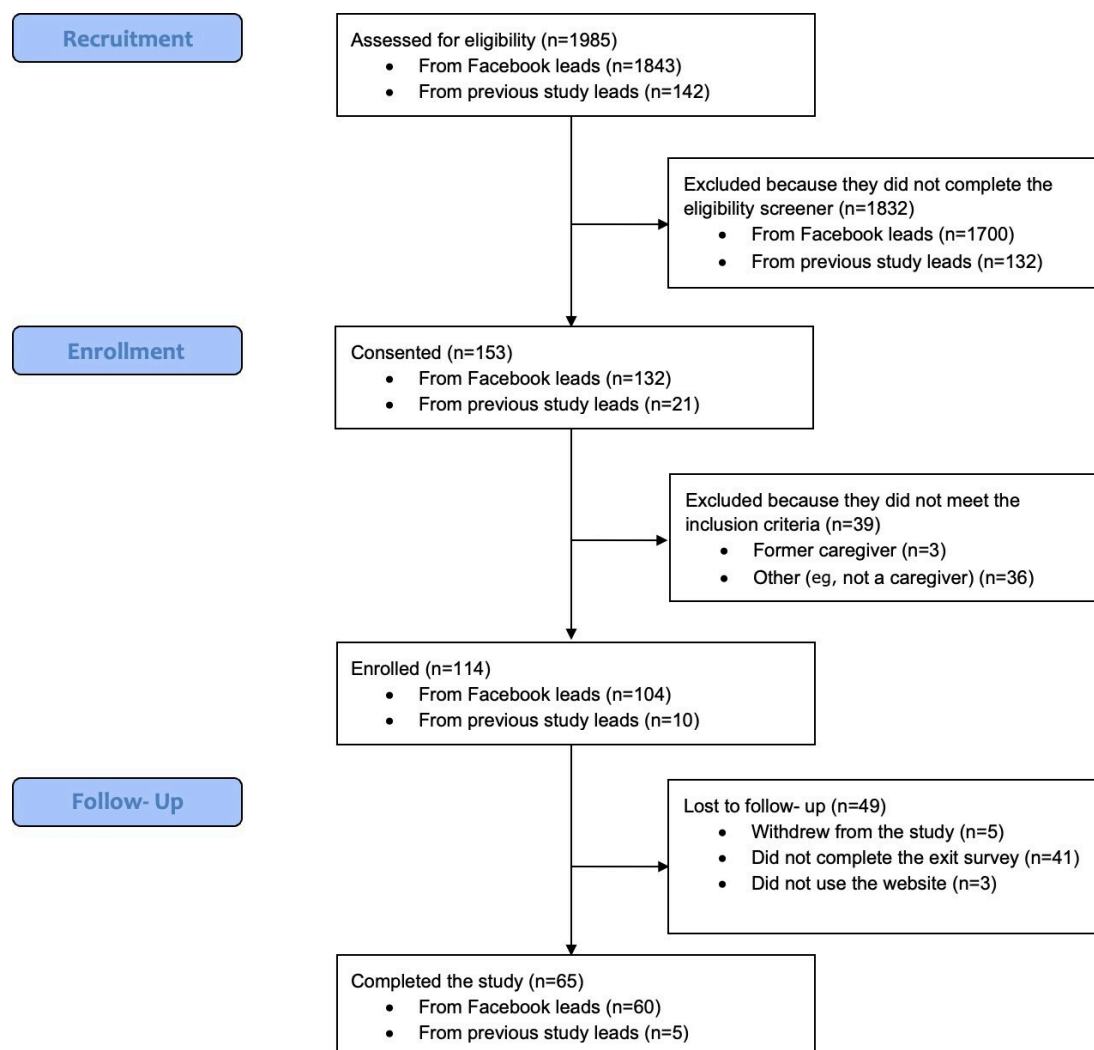 Recruitment
Assessed for eligibility (n=1985)
• From Facebook leads (n=1843)
• From previous study leads (n=142)
Excluded because they did not complete the
eligibility screener (n=1832)
• From Facebook leads (n=1700)
• From previous study leads (n=132)
Enrollment
Consented (n=153)
• From Facebook leads (n=132)
• From previous study leads (n=21)
Excluded because they did not meet the
inclusion criteria (n=39)
• Former caregiver (n=3)
• Other (eg, not a caregiver) (n=36)
Enrolled (n=114)
• From Facebook leads (n=104)
• From previous study leads (n=10)
Follow- Up
Lost to follow- up (n=49)
• Withdrew from the study (n=5)
• Did not complete the exit survey (n=41)
• Did not use the website (n=3)
Completed the study (n=65)
• From Facebook leads (n=60)
• From previous study leads (n=5)